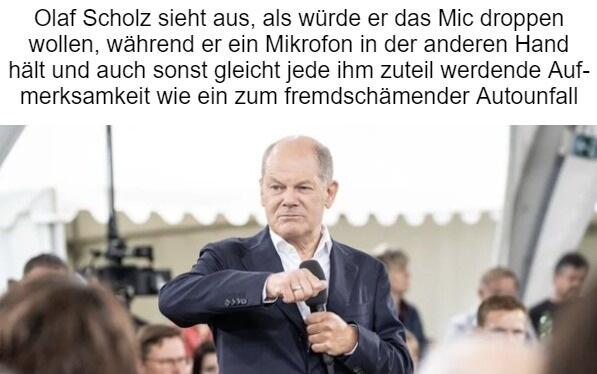 Olaf Scholz sieht aus, als würde er das Mic droppen
wollen, während er ein Mikrofon in der anderen Hand
hält und auch sonst gleicht jede ihm zuteil werdende Auf-
merksamkeit wie ein zum fremdschämender Autounfall